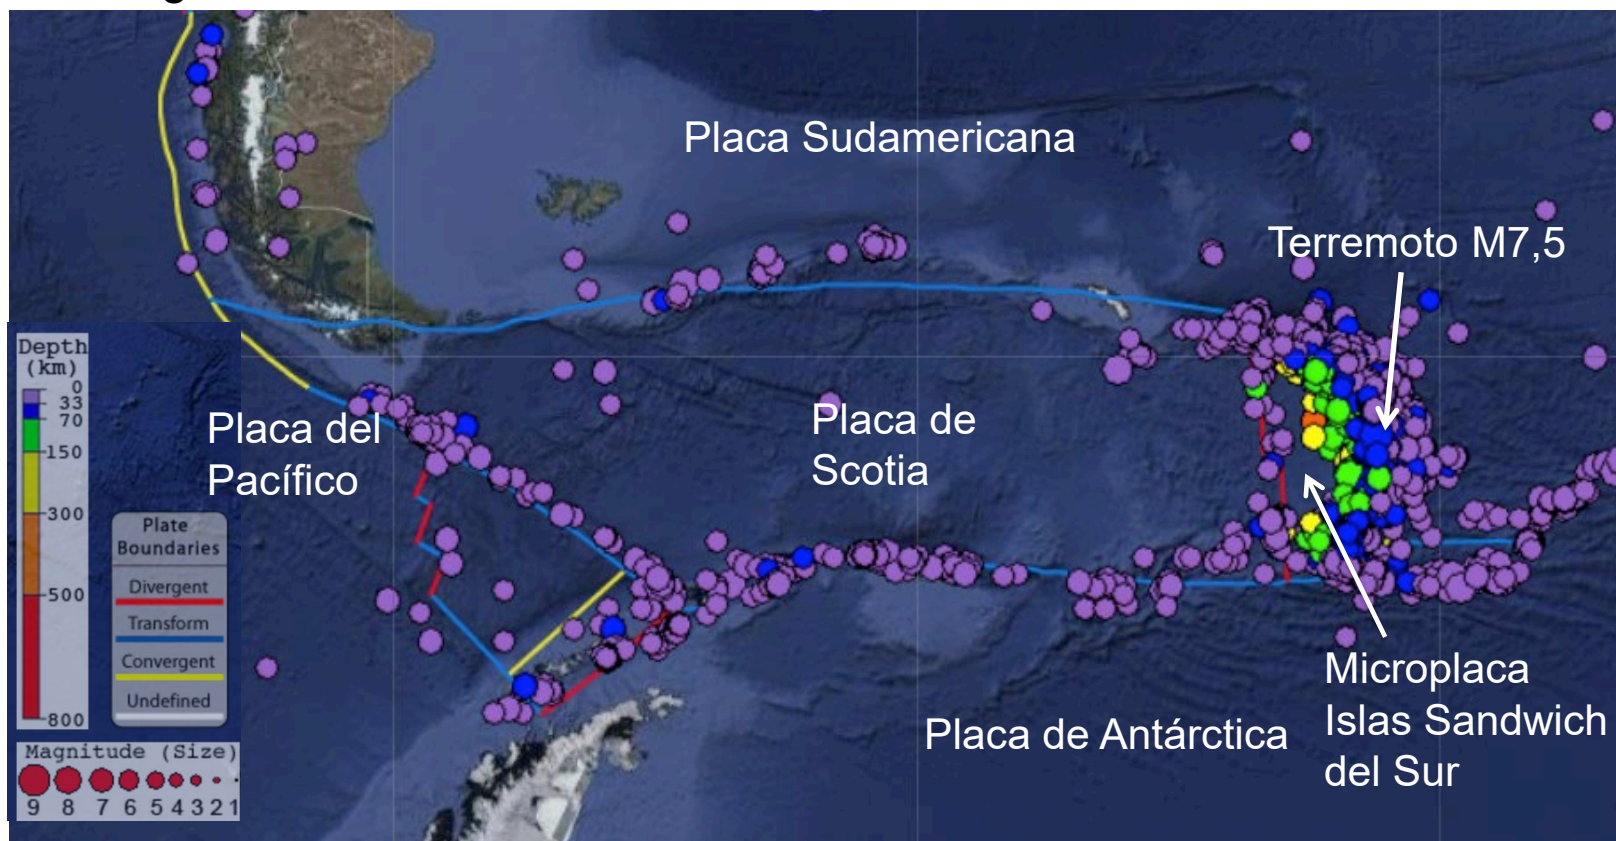 Placa Sudamericana
Terremoto M7,5
Placa del
Pacífico
Placa de
Scotia
Microplaca
Islas Sandwich
del Sur
Placa de Antárctica
Depth
(km)
0
33
70
150
300
500
800
Plate
Boundaries
Divergent
Transform
Convergent
Undefined
Magnitude (Size)
9 8 7 6 5 4 3 2 1